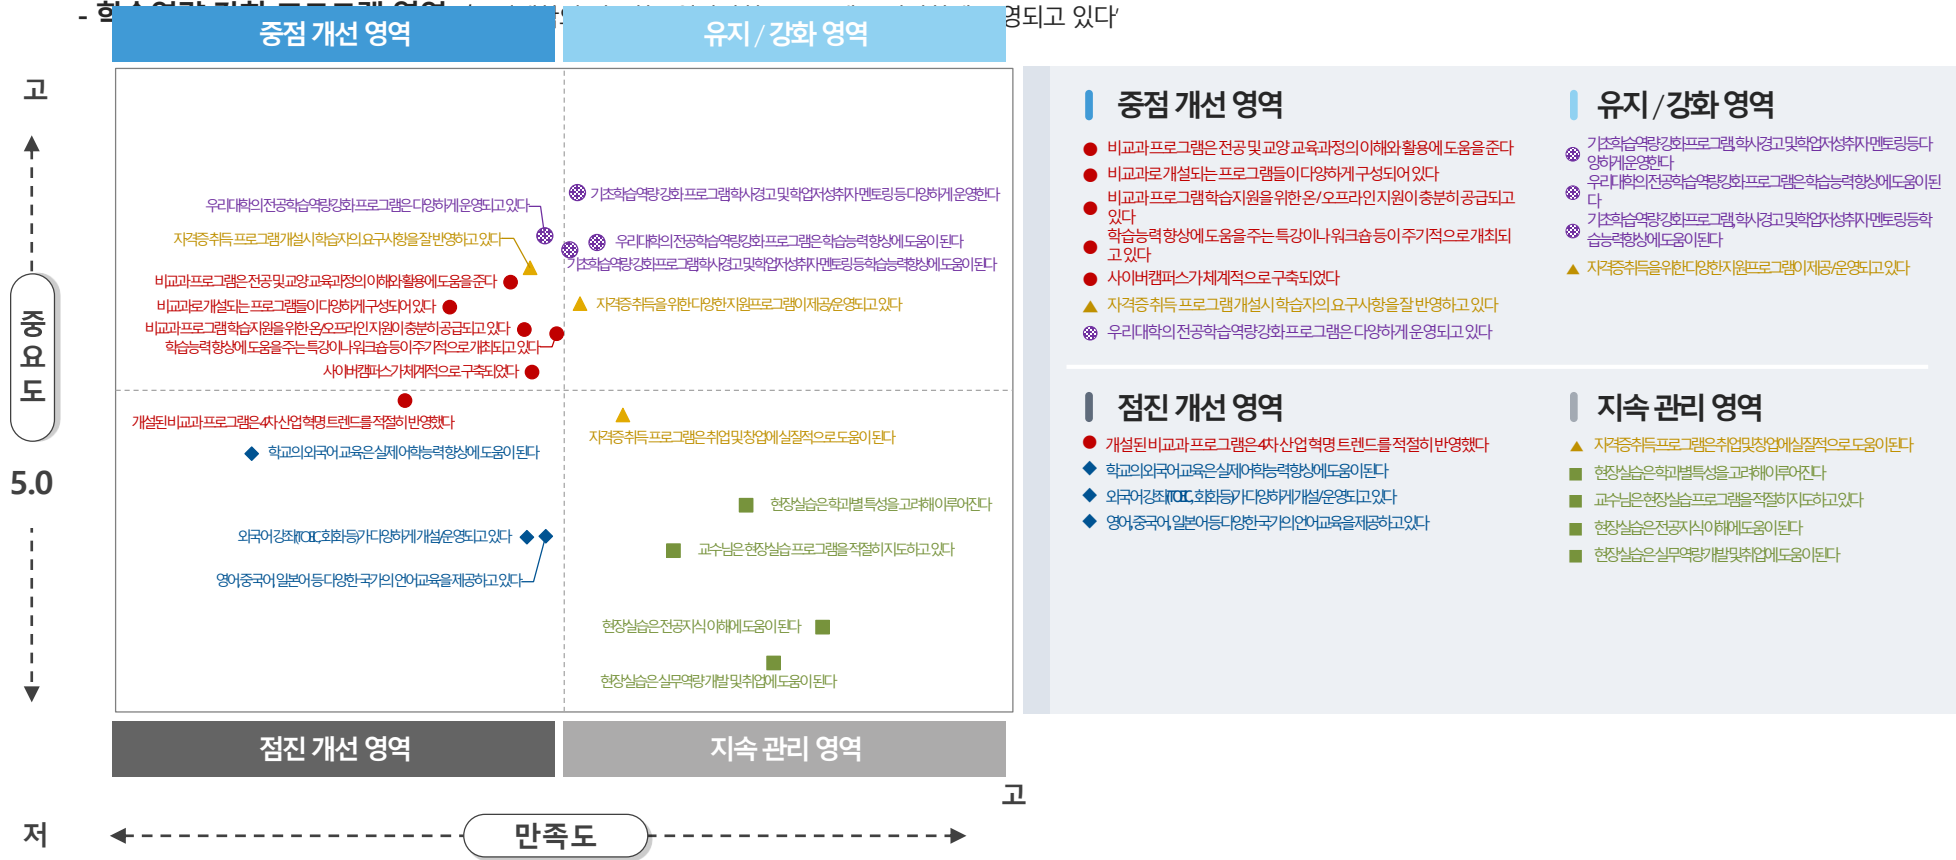 영되고 있다'
중점 개선 영역
유지 / 강화 영역
고
중요도
5.0
저
기초학습역량강화프로그램,학사경고 및 학업저성취자 멘토링 등 다양하게 운영한다
우리대학의 전공학습역량강화 프로그램은 다양하게 운영되고 있다
자격증 취득 프로그램 개설시 학습자의 요구사항을 잘 반영하고 있다
우리대학의 전공학습역량강화 프로그램은 학습능력 향상에 도움이 된다
기초학습역량강화프로그램,학사경고 및 학업저성취자 멘토링 등 학습능력 향상에 도움이 된다
비교과 프로그램은 전공 및 교양 교육과정의 이해와 활용에 도움을 준다
비교과로 개설되는 프로그램들이 다양하게 구성되어 있다
자격증 취득을 위한 다양한 지원프로그램이 제공/운영되고 있다
비교과 프로그램 학습지원을 위한 온/오프라인 지원이 충분히 공급되고 있다
학습능력 향상에 도움을 주는 특강이나 워크숍 등이 주기적으로 개최되고 있다
사이버캠퍼스가 체계적으로 구축되었다
개설된 비교과 프로그램은 4차 산업 혁명 트렌드를 적절히 반영했다
자격증취득 프로그램은 취업 및 창업에 실질적으로 도움이 된다
학교의 외국어 교육은 실제 어학능력 향상에 도움이 된다
현장실습은 학과별 특성을 고려해 이루어진다
외국어 강좌(TOEIC, 회화 등)가 다양하게 개설/운영되고 있다
교수님은 현장실습 프로그램을 적절히 지도하고 있다
영어,중국어,일본어 등 다양한 국가의 언어교육을 제공하고 있다
현장실습은 전공지식 이해에 도움이 된다
현장실습은 실무역량 개발 및 취업에 도움이 된다
점진 개선 영역
지속 관리 영역
고
만족도
중점 개선 영역
비교과 프로그램은 전공 및 교양 교육과정의 이해와 활용에 도움을 준다
비교과로 개설되는 프로그램들이 다양하게 구성되어 있다
비교과 프로그램 학습지원을 위한 온/오프라인 지원이 충분히 공급되고
있다
학습능력 향상에 도움을 주는 특강이나 워크숍 등이 주기적으로 개최되
고 있다
사이버캠퍼스가 체계적으로 구축되었다
자격증 취득 프로그램 개설시 학습자의 요구사항을 잘 반영하고 있다
우리대학의 전공학습역량강화 프로그램은 다양하게 운영되고 있다
유지 / 강화 영역
기초학습역량강화프로그램,학사경고 및 학업저성취자 멘토링 등 다
양하게 운영한다
우리대학의 전공학습역량강화 프로그램은 학습능력 향상에 도움이 된
다
기초학습역량강화프로그램,학사경고 및 학업저성취자 멘토링 등 학
습능력 향상에 도움이 된다
자격증 취득을 위한 다양한 지원프로그램이 제공/운영되고 있다
점진 개선 영역
개설된 비교과 프로그램은 4차 산업 혁명 트렌드를 적절히 반영했다
학교의 외국어 교육은 실제 어학능력 향상에 도움이 된다
외국어 강좌(TOEIC, 회화 등)가 다양하게 개설/운영되고 있다
영어,중국어,일본어 등 다양한 국가의 언어교육을 제공하고 있다
지속 관리 영역
자격증취득 프로그램은 취업 및 창업에 실질적으로 도움이 된다
현장실습은 학과별 특성을 고려해 이루어진다
교수님은 현장실습 프로그램을 적절히 지도하고 있다
현장실습은 전공지식 이해에 도움이 된다
현장실습은 실무역량 개발 및 취업에 도움이 된다